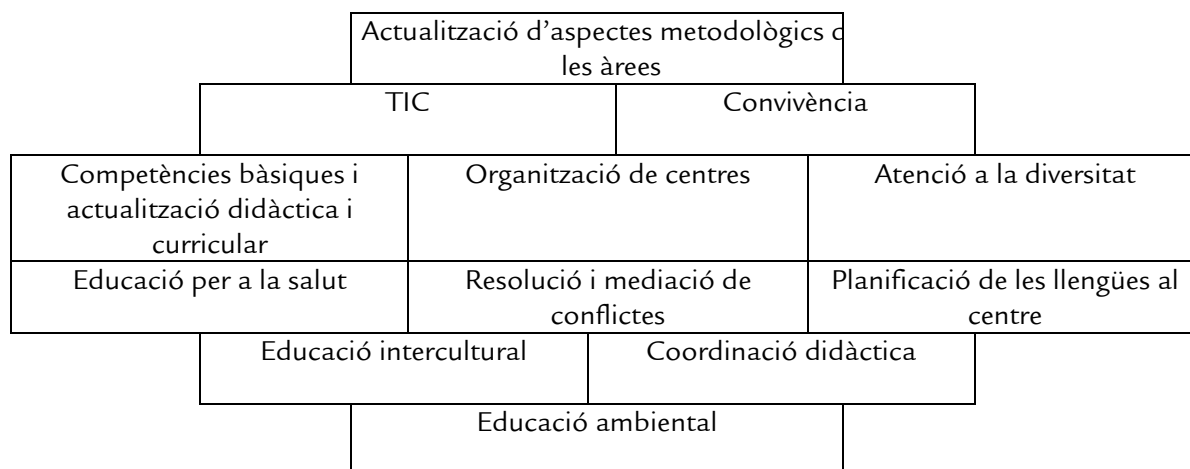 Actualització d’aspectes metodològics
les àrees
TIC
Convivència
Competències bàsiques i
actualització didàctica i
curricular
Organització de centres
Atenció a la diversitat
Educació per a la salut
Resolució i mediació de
conflictes
Planificació de les llengües al
centre
Educació intercultural
Coordinació didàctica
Educació ambiental